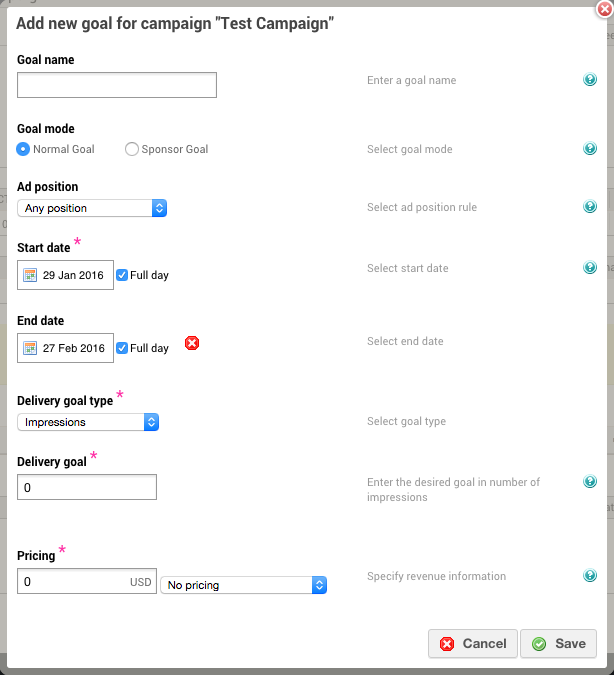 Add new goal for campaign "Test Campaign"
Goal name
Enter a goal name
Goal mode
Normal Goal
Sponsor Goal
Select goal mode
Ad position
Any position
Select ad position rule
Start date *
29 Jan 2016
Full day
Select start date
End date
27 Feb 2016
Full day
Select end date
Delivery goal type *
Impressions
Select goal type
Delivery goal *
0
Enter the desired goal in number of
impressions
Pricing *
0 USD
No pricing
Specify revenue information
Cancel
Save